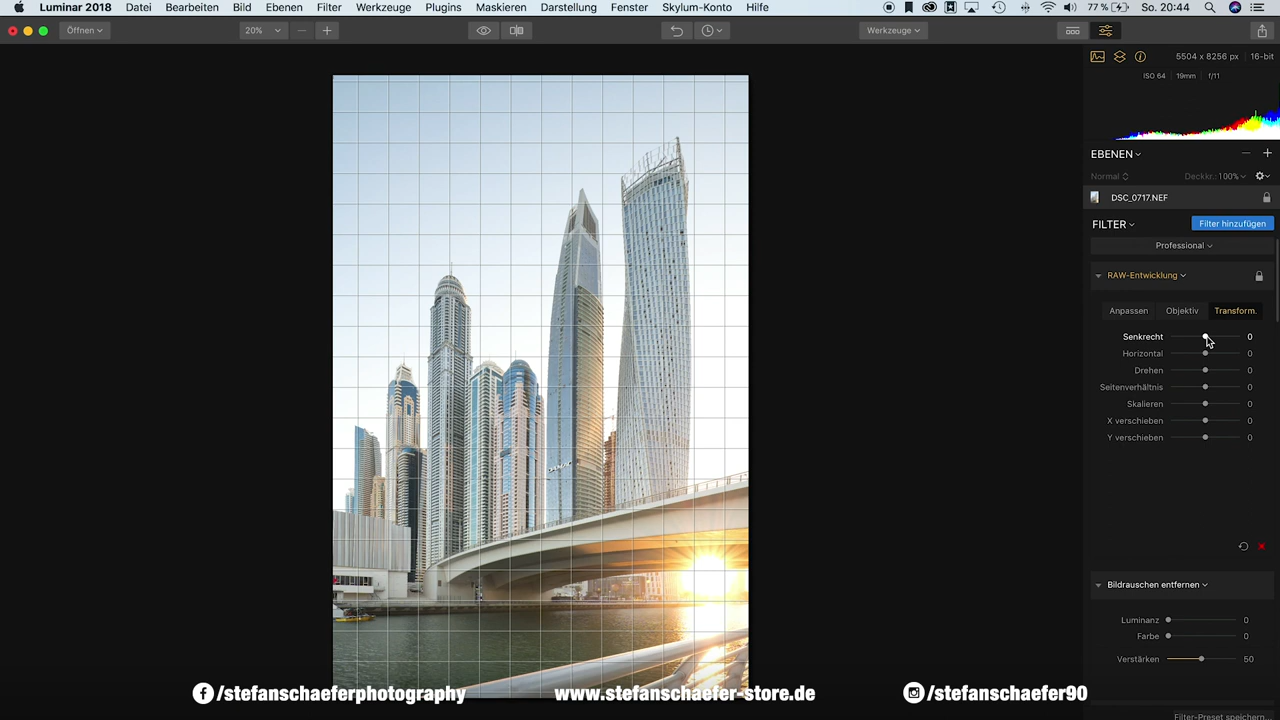 Luminar 2018 Datei Bearbeiten Bild Ebenen Filter Werkzeuge Plugins Maskieren Darstellung Fenster Skylum-Konto Hilfe 77 % So. 20:44
Öffnen 20% Werkzeuge
5504 x 8256 px 16-bit
ISO 64 19mm f/11
EBENEN
Normal Deckkr.: 100%
DSC_0717.NEF
FILTER Filter hinzufügen
Professional
RAW-Entwicklung
Anpassen Objektiv Transform.
Senkrecht 0
Horizontal 0
Drehen 0
Seitenverhältnis 0
Skalieren 0
X verschieben 0
Y verschieben 0
Bildrauschen entfernen
Luminanz 0
Farbe 0
Verstärken 50
/stefanschaeferphotography www.stefanschaefer-store.de /stefanschaefer90
Filter-Preset speichern...